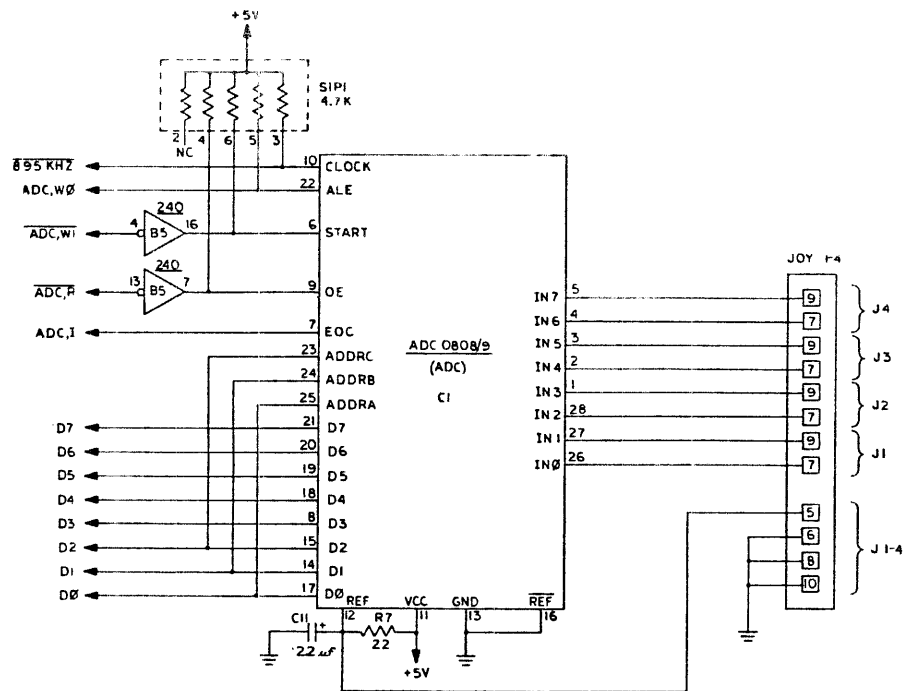 +5V
SIP1
4.7K
2 4 6 5 3
NC
895KHZ 10 CLOCK
ADC,WØ 22 ALE
240
ADC,W1 4 B5 16 6 START
240
ADC,R 13 B5 7 9 OE
ADC,I 7 EOC
23 ADDRC
24 ADDRB
25 ADDRA
D7 21 D7
D6 20 D6
D5 19 D5
D4 18 D4
D3 8 D3
D2 15 D2
D1 14 D1
DØ 17 DØ
ADC 0808/9
(ADC)
C1
JOY 1-4
IN7 5 9
IN6 4 7
J4
IN5 3 9
IN4 2 7
J3
IN3 1 9
IN2 28 7
J2
IN1 27 9
INØ 26 7
J1
5
6
8
10
J1-4
REF VCC GND REF
12 11 13 16
C11 + R7
22
+5V